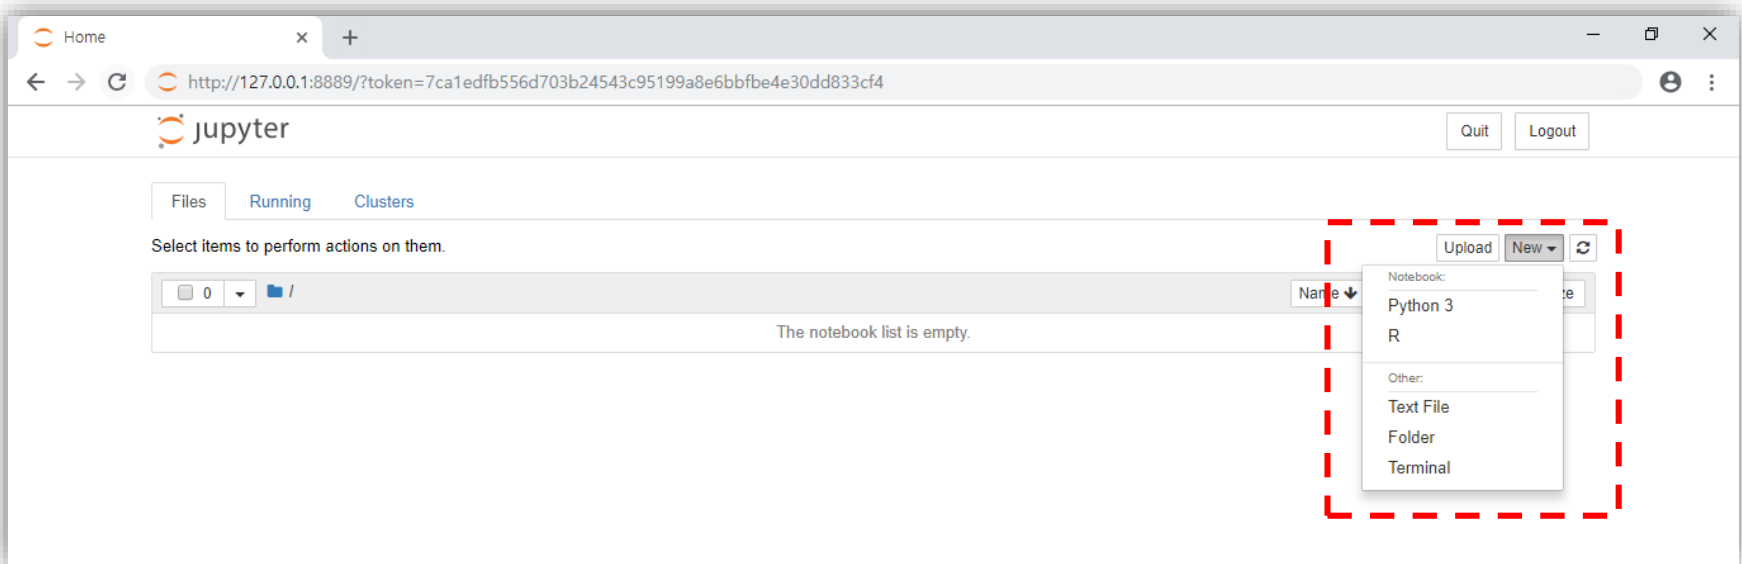 Home
http://127.0.0.1:8889/?token=7ca1edfb556d703b24543c95199a8e6bbfbe4e30dd833cf4
jupyter
Quit Logout
Files Running Clusters
Select items to perform actions on them.
Upload New
0 /
Name
The notebook list is empty.
Notebook:
Python 3
R
Other:
Text File
Folder
Terminal